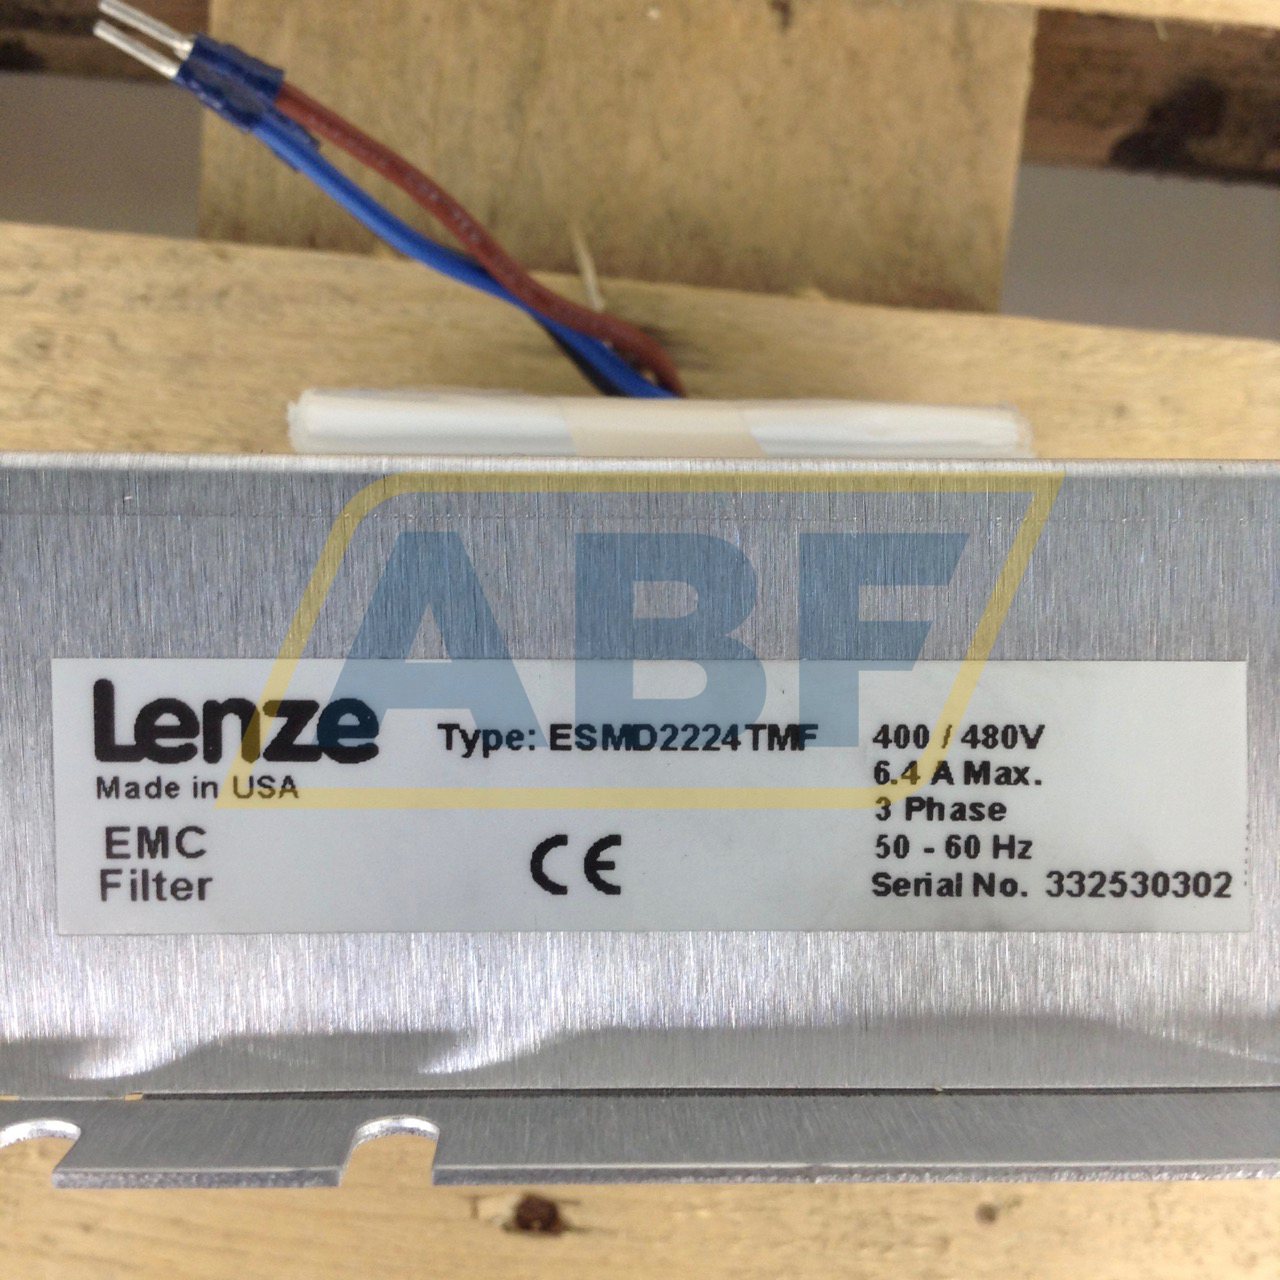 ABF
Lenze
Made in USA
EMC
Filter
Type: ESMD2224TMF
CE
400 / 480V
6.4 A Max.
3 Phase
50 - 60 Hz
Serial No. 332530302